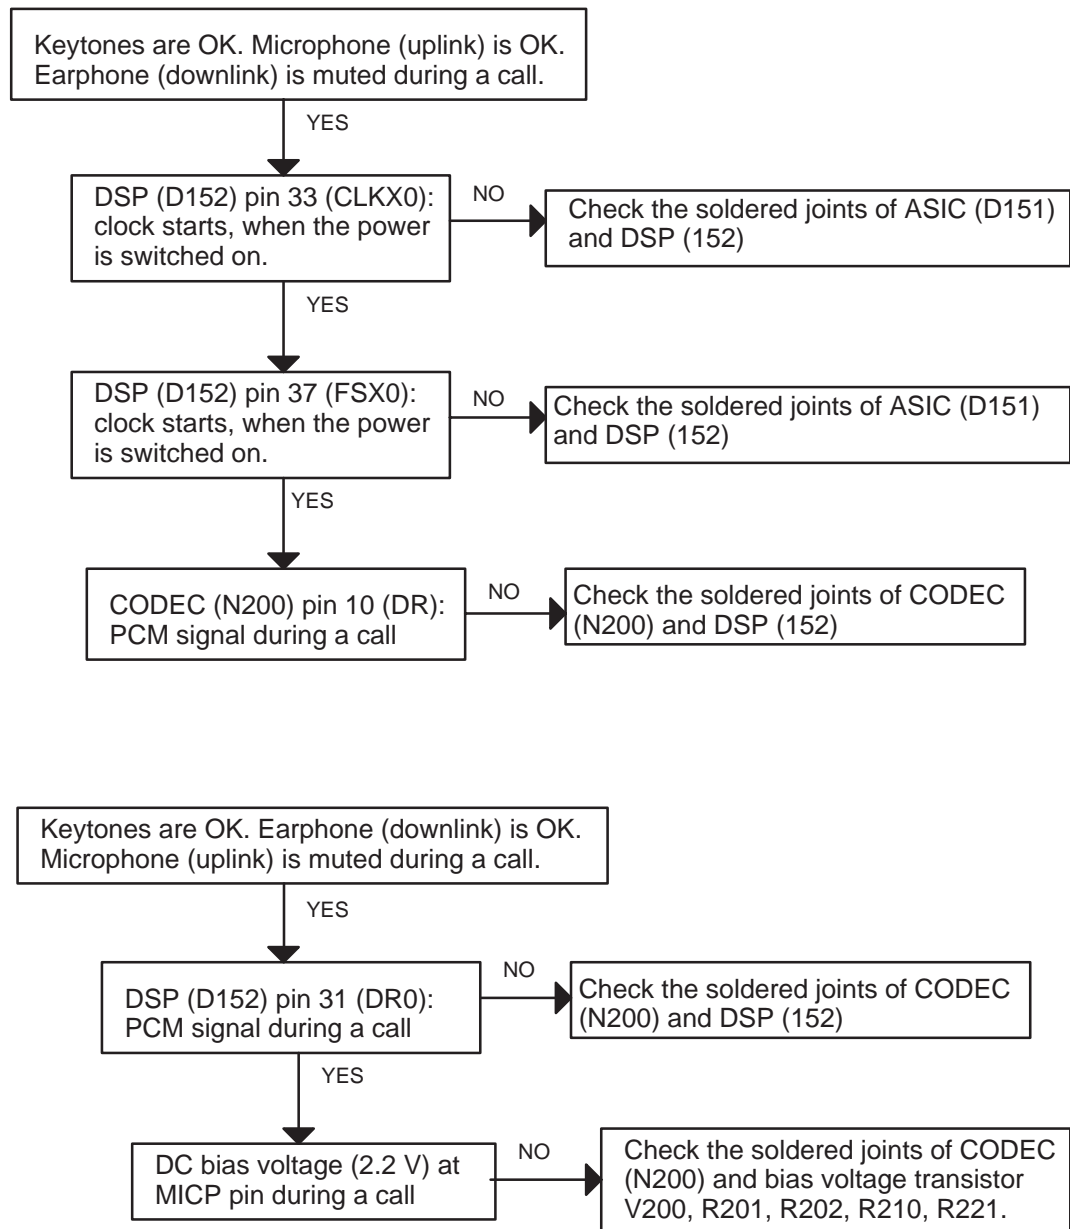 Keytones are OK. Microphone (uplink) is OK.
Earphone (downlink) is muted during a call.
YES
DSP (D152) pin 33 (CLKX0):
clock starts, when the power
is switched on.
NO
Check the soldered joints of ASIC (D151)
and DSP (152)
YES
DSP (D152) pin 37 (FSX0):
clock starts, when the power
is switched on.
NO
Check the soldered joints of ASIC (D151)
and DSP (152)
YES
CODEC (N200) pin 10 (DR):
PCM signal during a call
NO
Check the soldered joints of CODEC
(N200) and DSP (152)
Keytones are OK. Earphone (downlink) is OK.
Microphone (uplink) is muted during a call.
YES
DSP (D152) pin 31 (DR0):
PCM signal during a call
NO
Check the soldered joints of CODEC
(N200) and DSP (152)
YES
DC bias voltage (2.2 V) at
MICP pin during a call
NO
Check the soldered joints of CODEC
(N200) and bias voltage transistor
V200, R201, R202, R210, R221.